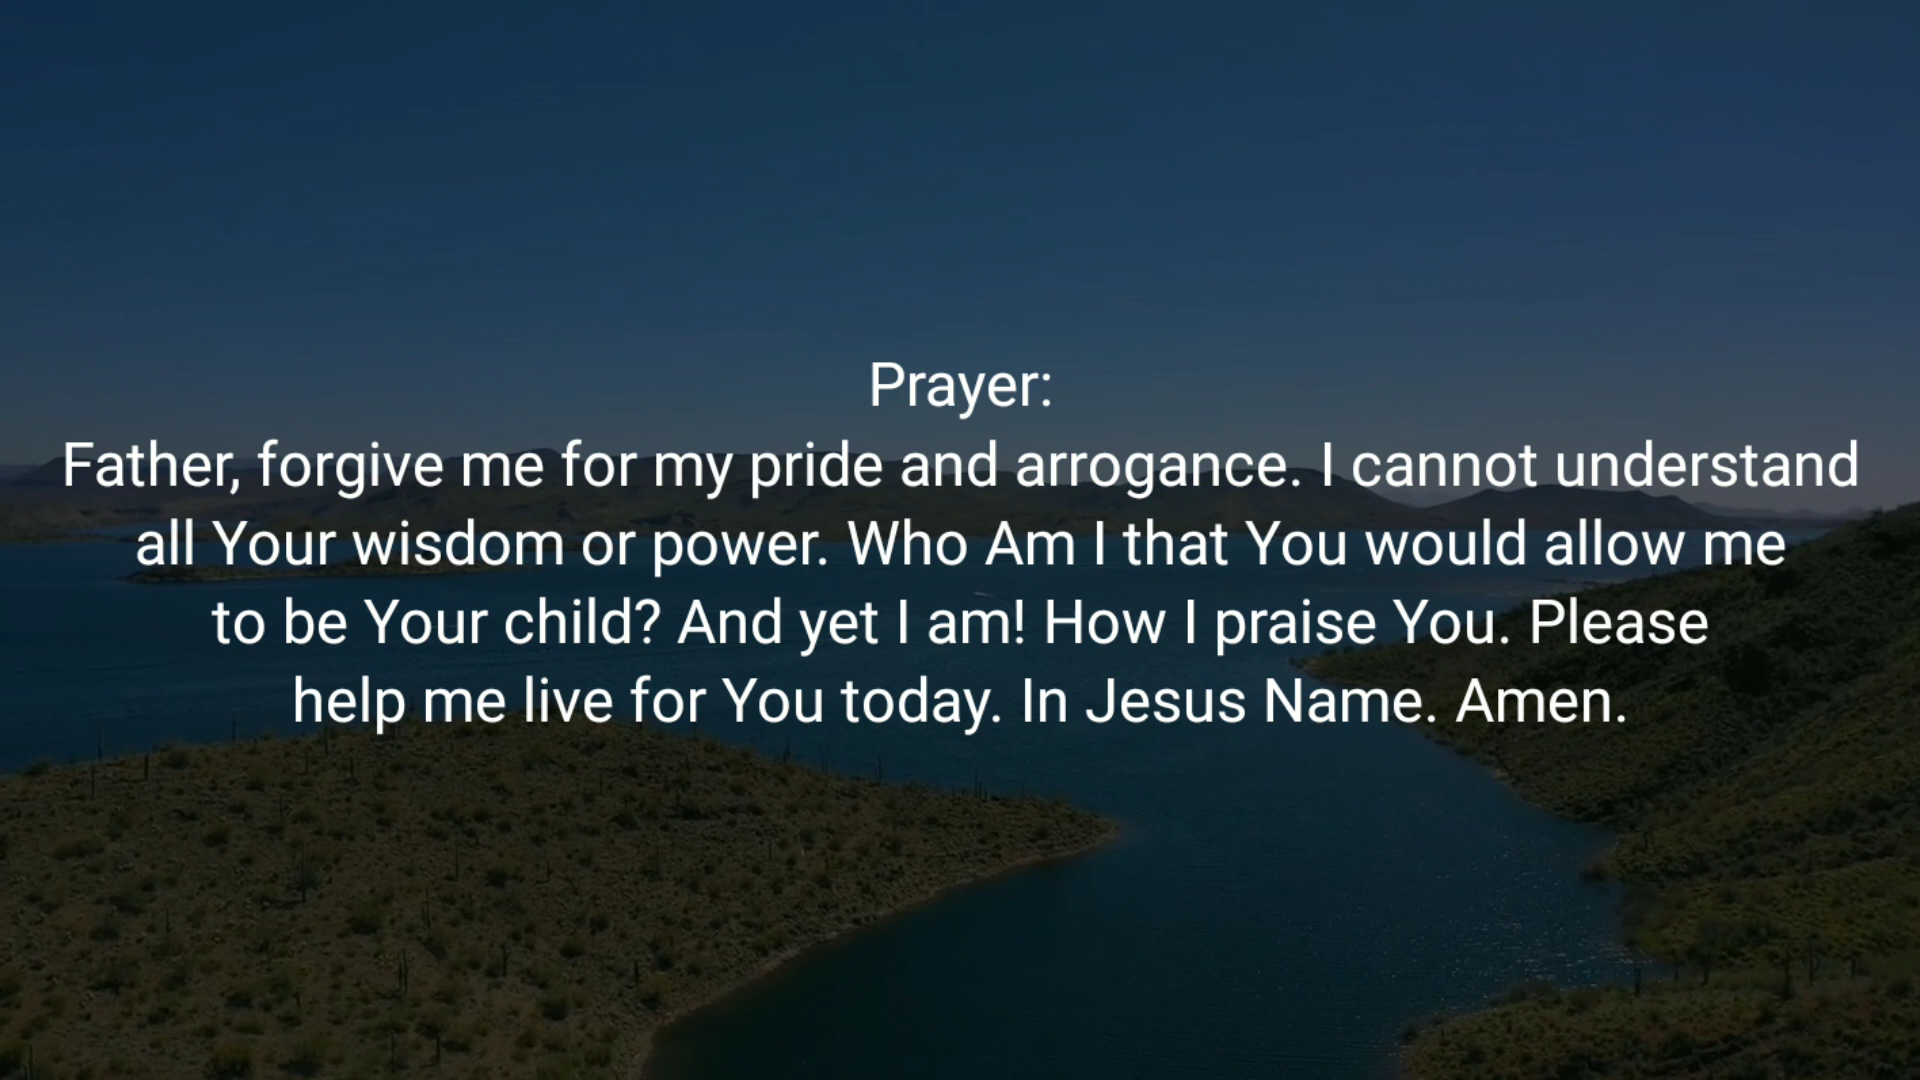 Prayer:
Father, forgive me for my pride and arrogance. I cannot understand
all Your wisdom or power. Who Am I that You would allow me
to be Your child? And yet I am! How I praise You. Please
help me live for You today. In Jesus Name. Amen.